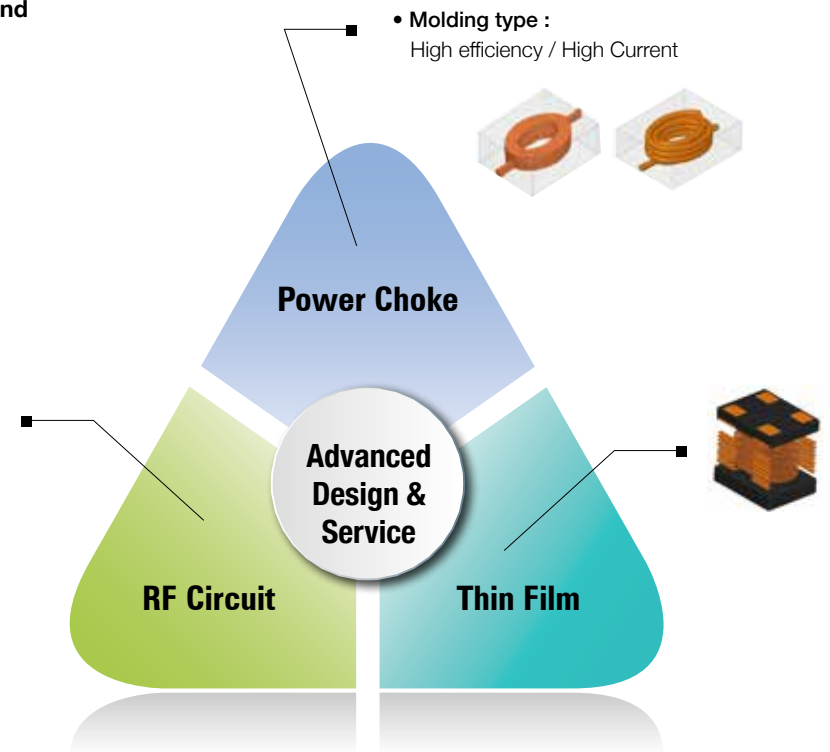 nd
• Molding type :
High efficiency / High Current
Power Choke
Advanced
Design &
Service
RF Circuit
Thin Film